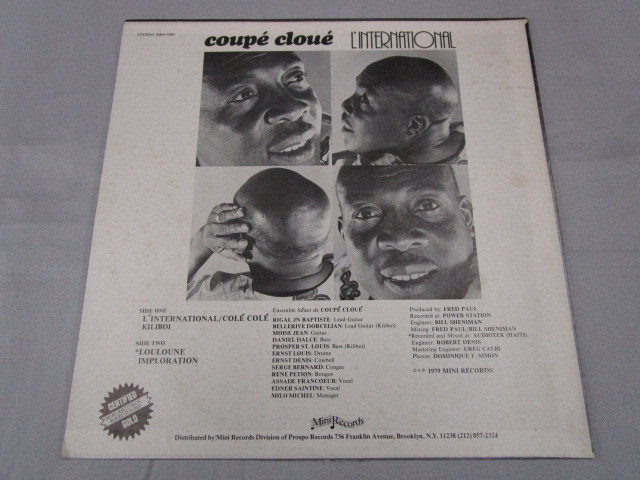 STEREO MRS-1901
coupé cloué L'INTERNATIONAL
SIDE ONE
L'INTERNATIONAL/COLÉ COLÉ
KILIBOI
SIDE TWO
*LOULOUNE
IMPLORATION
Ensemble Select de COUPÉ CLOUÉ
RIGAL JN BAPTISTE: Lead Guitar
BELLERIVE DORCELIAN: Lead Guitar (Kiliboi)
MOISE JEAN: Guitar
DANIEL DALCE: Bass
PROSPER ST. LOUIS: Bass (Kiliboi)
ERNST LOUIS: Drums
ERNST DENIS: Cowbell
SERGE BERNARD: Congas
RENE PETION: Bongos
ASSADE FRANCOEUR: Vocal
EDNER SAINTINE: Vocal
MILO MICHEL: Manager
Produced by: FRED PAUL
Recorded at: POWER STATION
Engineer: BILL SHENIMAN
Mixing: FRED PAUL/BILL SHENIMAN
*Recorded and Mixed at: AUDIOTEK (HAITI)
Engineer: ROBERT DENIS
Mastering Engineer: GREG CALBI
Photos: DOMINIQUE F. SIMON
1979 MINI RECORDS
CERTIFIED
GOLD
Mini Records
Distributed by/Mini Records Division of Prospo Records 736 Franklin Avenue, Brooklyn, N.Y. 11238 (212) 857-2324